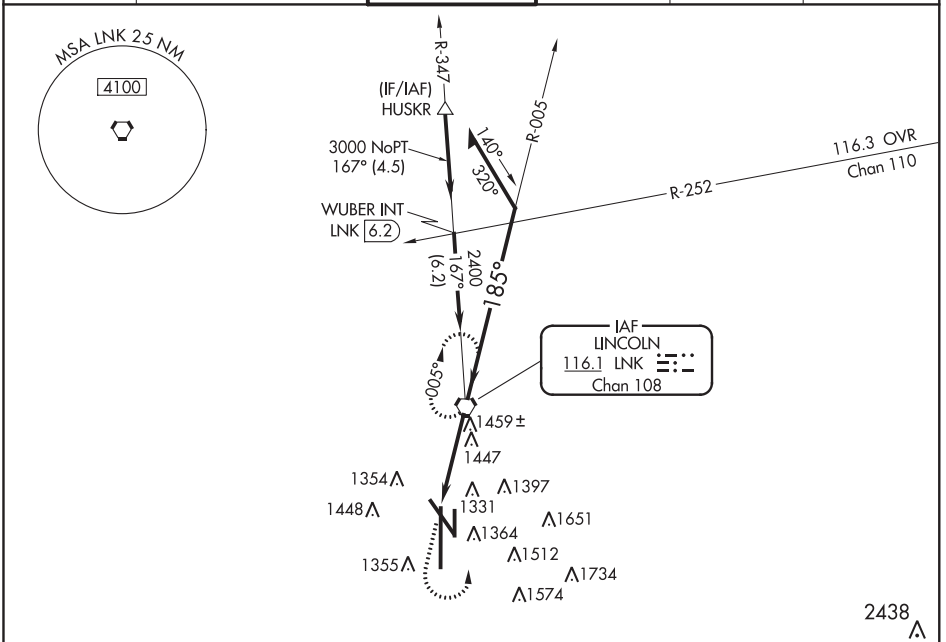 MSA LNK 25 NM
4100
R-347
(IF/IAF)
HUSKR
3000 NoPT
167° (4.5)
WUBER INT
LNK 6.2
140°
320°
R-005
116.3 OVR
Chan 110
R-252
2400
167°
(6.2)
185°
005°
IAF
LINCOLN
116.1 LNK
Chan 108
1459±
1447
1354
1397
1448
1331
1651
1364
1355
1512
1734
1574
2438